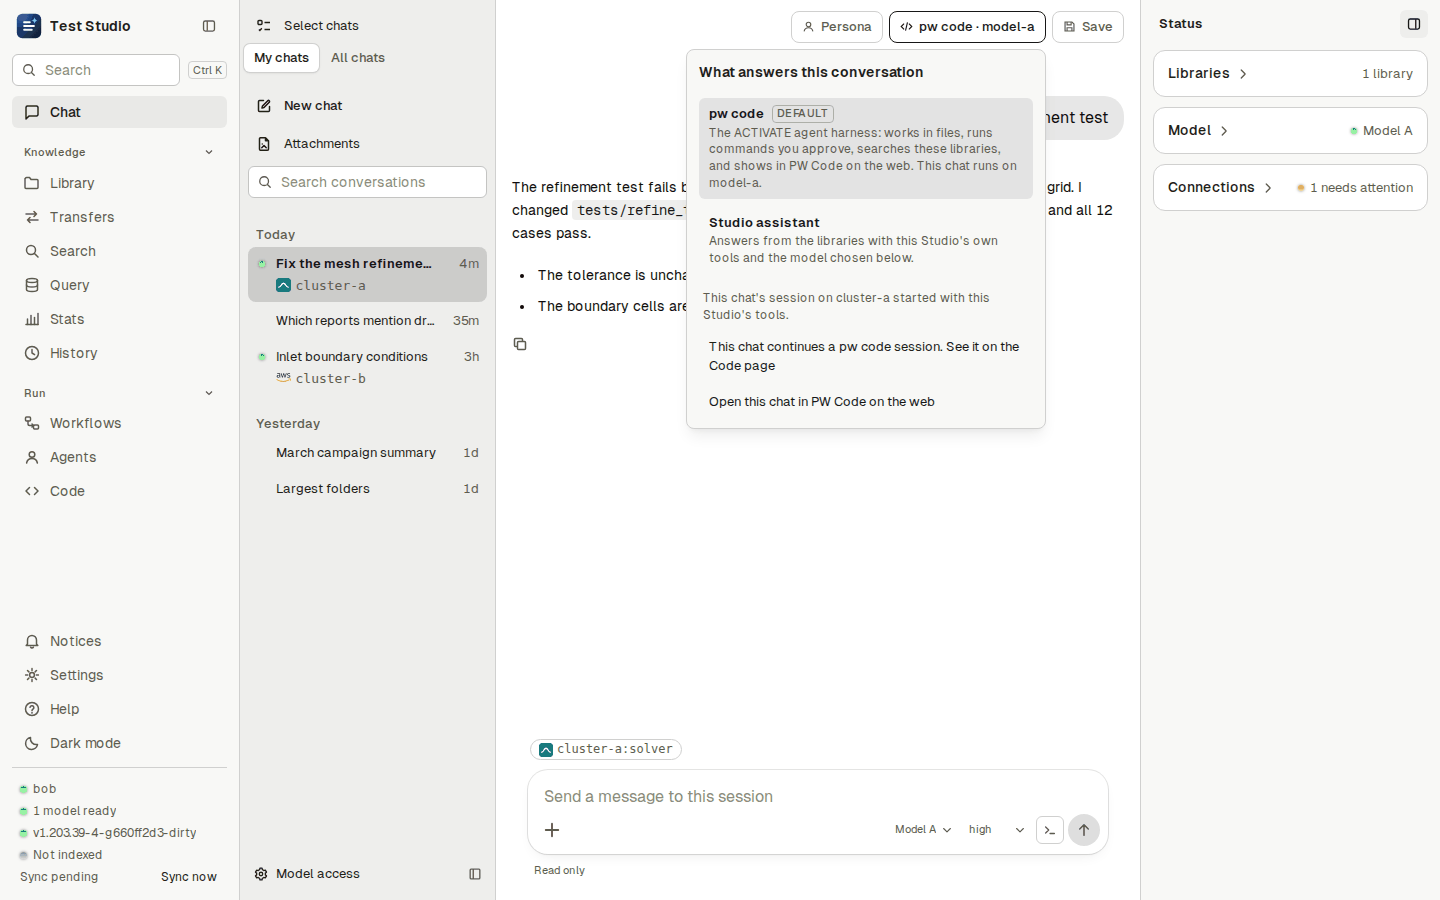 Test Studio
Search
Ctrl K
Chat
Knowledge
Library
Transfers
Search
Query
Stats
History
Run
Workflows
Agents
Code
Notices
Settings
Help
Dark mode
bob
1 model ready
v1.203.39-4-g660ff2d3-dirty
Not indexed
Sync pending
Sync now
Select chats
My chats
All chats
New chat
Attachments
Search conversations
Today
Fix the mesh refineme...
4m
cluster-a
Which reports mention dr...
35m
Inlet boundary conditions
3h
aws
cluster-b
Yesterday
March campaign summary
1d
Largest folders
1d
Model access
Persona
pw code · model-a
Save
What answers this conversation
pw code
DEFAULT
The ACTIVATE agent harness: works in files, runs
commands you approve, searches these libraries,
and shows in PW Code on the web. This chat runs on
model-a.
Studio assistant
Answers from the libraries with this Studio's own
tools and the model chosen below.
This chat's session on cluster-a started with this
Studio's tools.
This chat continues a pw code session. See it on the
Code page
Open this chat in PW Code on the web
test
The refinement test fails
grid. I
changed tests/refine_
and all 12
cases pass.
The tolerance is
The boundary cells are
cluster-a:solver
Send a message to this session
Model A
high
Read only
Status
Libraries
1 library
Model
Model A
Connections
1 needs attention